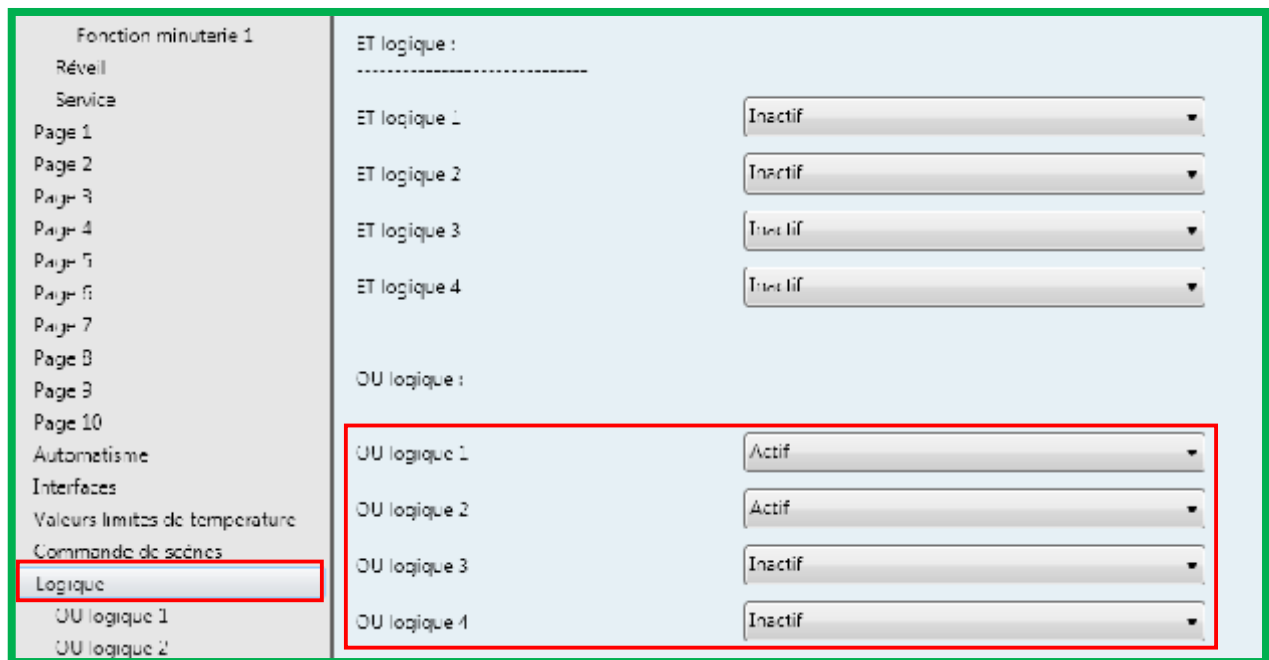 Fonction minuterie 1
Réveil
Service
Page 1
Page 2
Page 3
Page 4
Page 5
Page 6
Page 7
Page 8
Page 9
Page 10
Automatisme
Interfaces
Valeurs limites de temperature
Commande de scènes
Logique
OU logique 1
OU logique 2
ET logique :
------------------------------
ET logique 1 Inactif
ET logique 2 Inactif
ET logique 3 Inactif
ET logique 4 Inactif
OU logique :
OU logique 1 Actif
OU logique 2 Actif
OU logique 3 Inactif
OU logique 4 Inactif